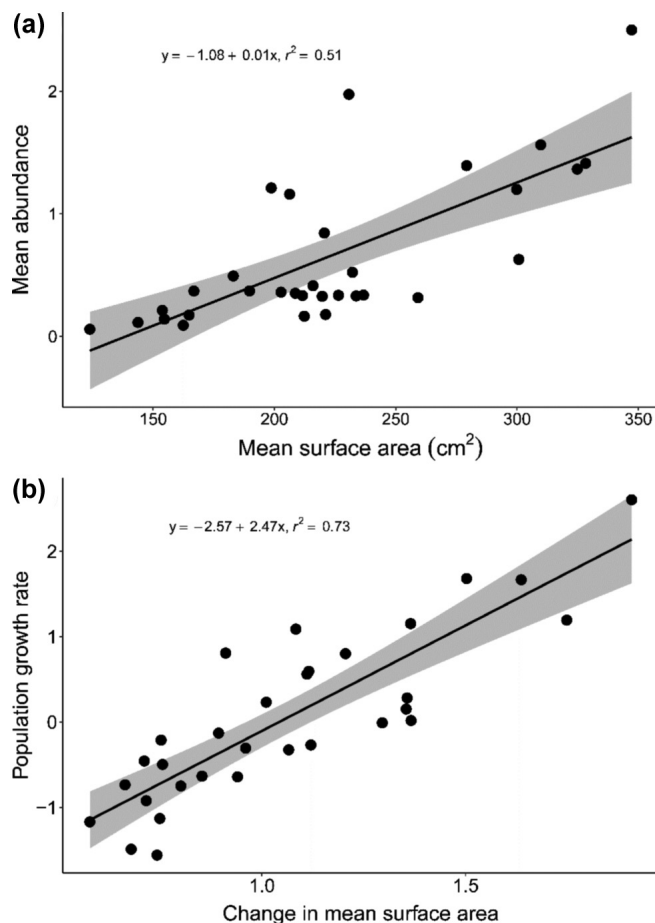 (a)
y = −1.08 + 0.01x, r² = 0.51
Mean abundance
2
1
0
150 200 250 300 350
Mean surface area (cm²)
(b)
y = −2.57 + 2.47x, r² = 0.73
Population growth rate
2
1
0
−1
1.0 1.5
Change in mean surface area